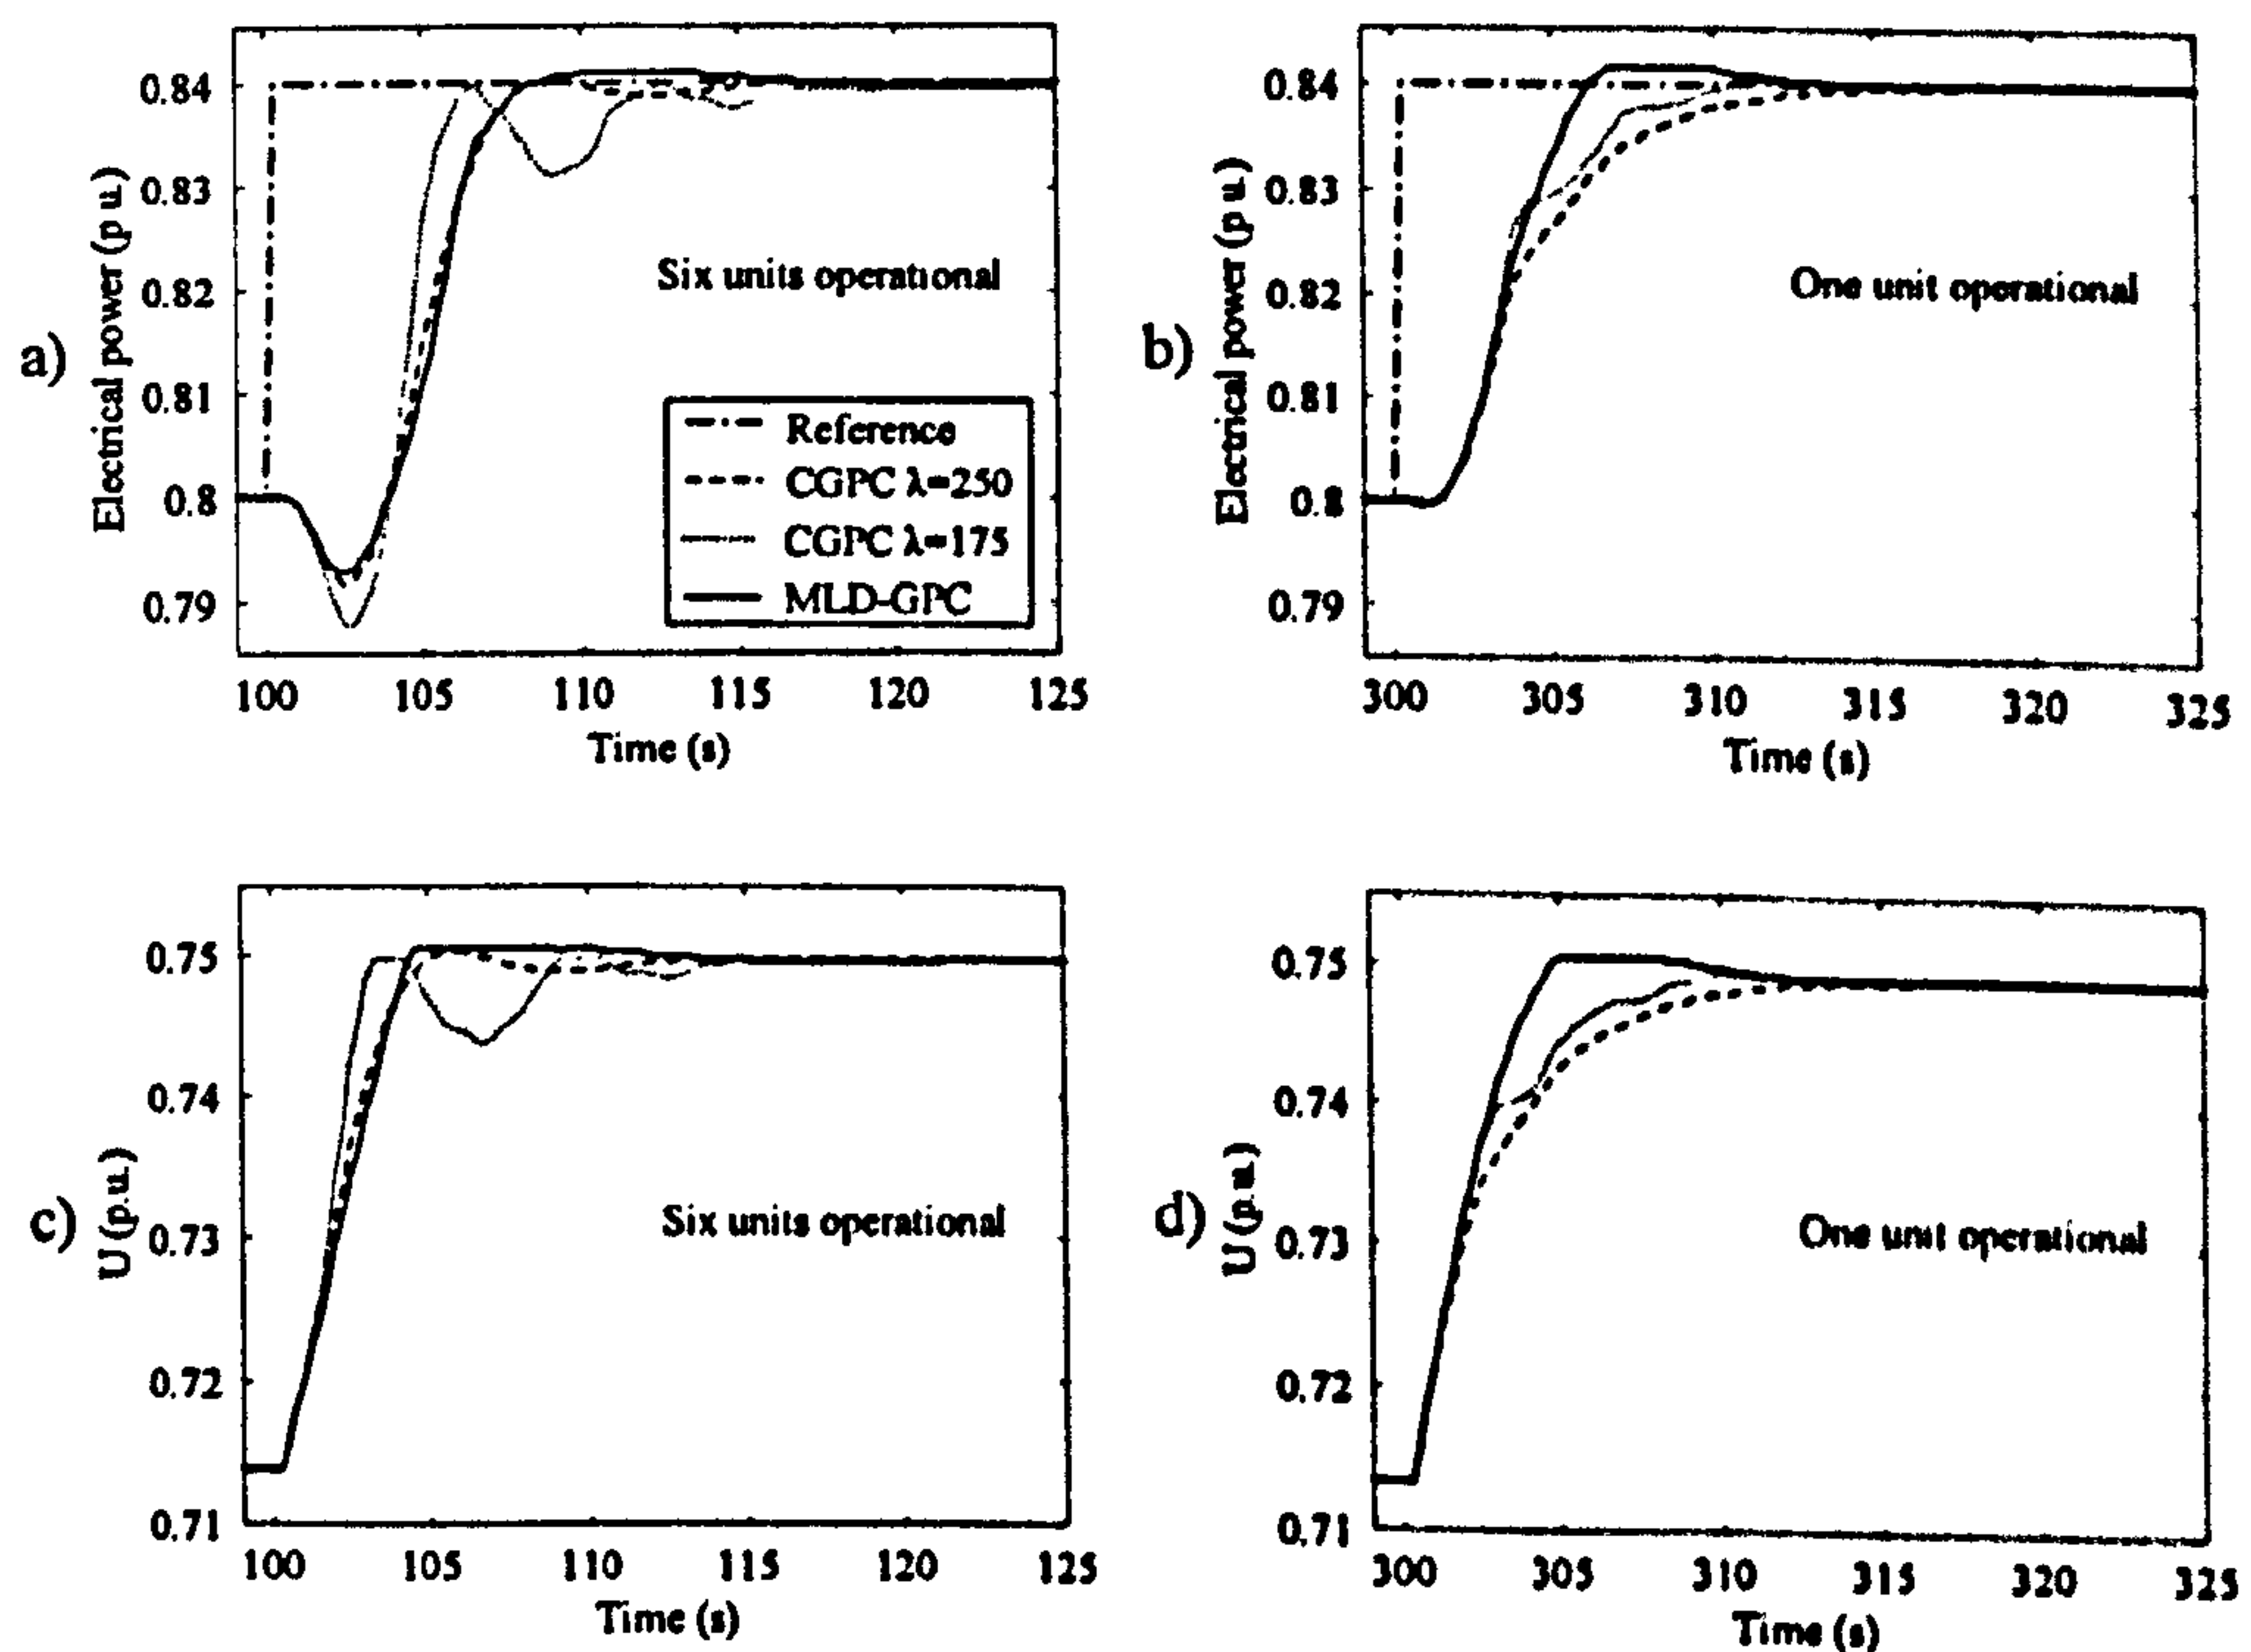 a)
Electrical power (p u.)
0.84
0.83
0.82
0.81
0.8
0.79
Six units operational
Reference
CGPC λ=250
CGPC λ=175
MLD-GPC
100 105 110 115 120 125
Time (s)
b)
Electrical power (p u.)
0.84
0.83
0.82
0.81
0.8
0.79
One unit operational
300 305 310 315 320 325
Time (s)
c)
U (p.u.)
0.75
0.74
0.73
0.72
0.71
Six units operational
100 105 110 115 120 125
Time (s)
d)
U (p.u.)
0.75
0.74
0.73
0.72
0.71
One unit operational
300 305 310 315 320 325
Time (s)